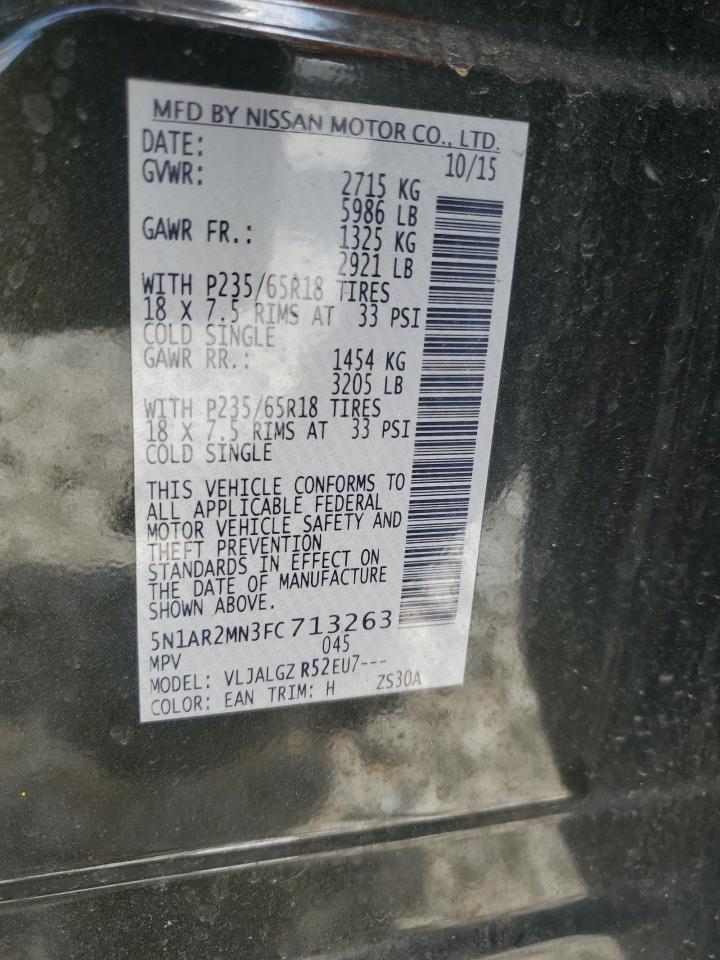 MFD BY NISSAN MOTOR CO., LTD.
DATE: 10/15
GVWR: 2715 KG
5986 LB
GAWR FR.: 1325 KG
2921 LB
WITH P235/65R18 TIRES
18 X 7.5 RIMS AT 33 PSI
COLD SINGLE
GAWR RR.: 1454 KG
3205 LB
WITH P235/65R18 TIRES
18 X 7.5 RIMS AT 33 PSI
COLD SINGLE
THIS VEHICLE CONFORMS TO
ALL APPLICABLE FEDERAL
MOTOR VEHICLE SAFETY AND
THEFT PREVENTION
STANDARDS IN EFFECT ON
THE DATE OF MANUFACTURE
SHOWN ABOVE.
5N1AR2MN3FC713263
MPV 045
MODEL: VLJALGZ R52EU7---
COLOR: EAN TRIM: H ZS30A